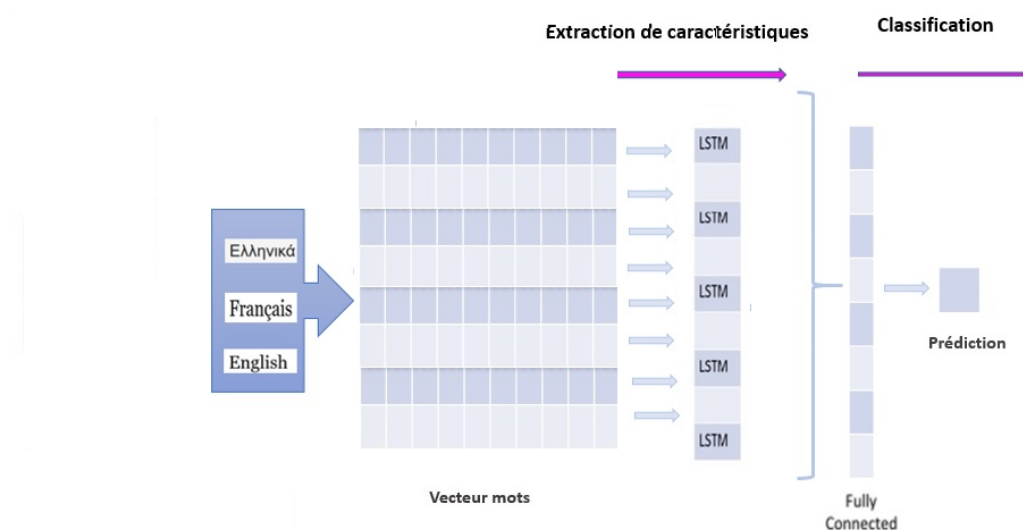 Extraction de caractéristiques
Classification
Ελληνικά
Français
English
LSTM
LSTM
LSTM
LSTM
LSTM
Vecteur mots
Fully
Connected
Prédiction